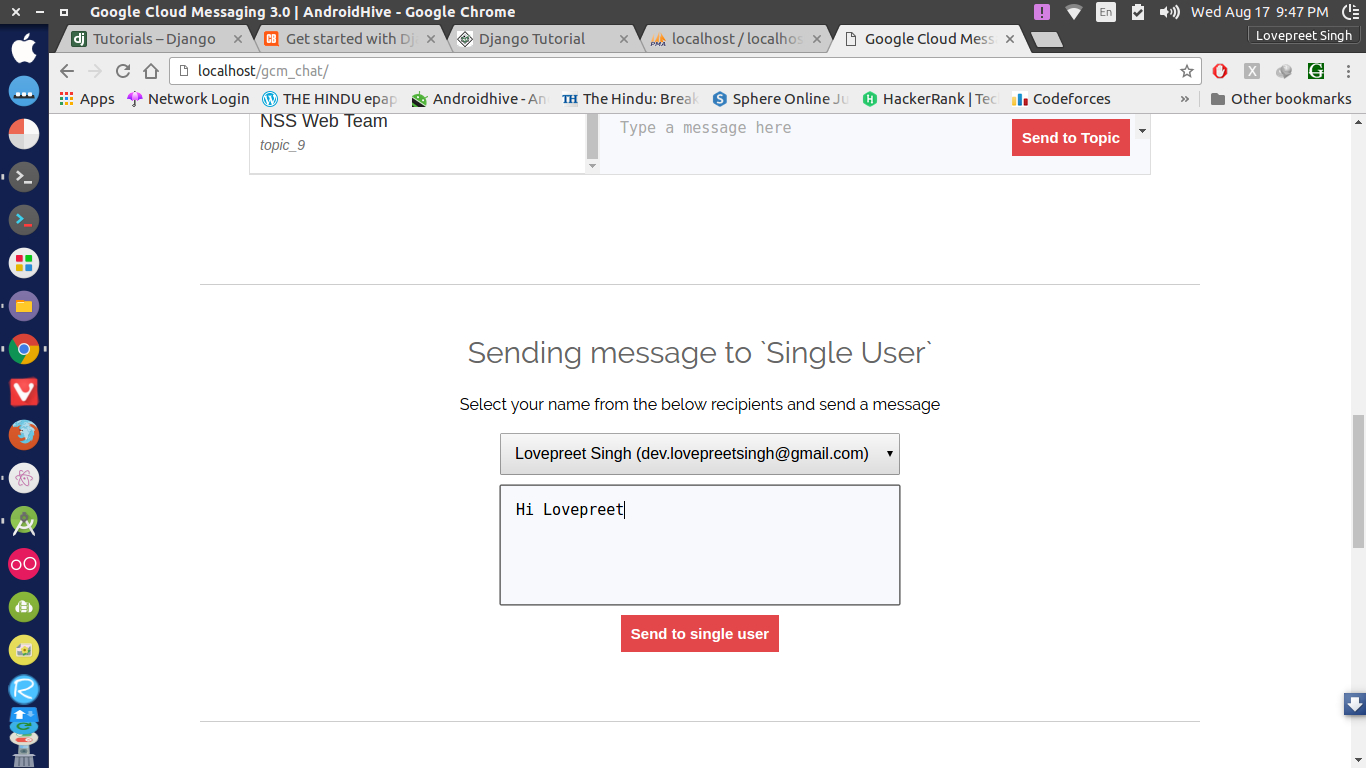 Google Cloud Messaging 3.0 | AndroidHive - Google Chrome
En
Wed Aug 17 9:47 PM
Tutorials – Django
Get started with Dj
Django Tutorial
localhost / localhos
Google Cloud Mess
Lovepreet Singh
localhost/gcm_chat/
Apps
Network Login
THE HINDU epap
Androidhive - An
The Hindu: Break
Sphere Online Ju
HackerRank | Tec
Codeforces
»
Other bookmarks
NSS Web Team
topic_9
Type a message here
Send to Topic
Sending message to `Single User`
Select your name from the below recipients and send a message
Lovepreet Singh (dev.lovepreetsingh@gmail.com)
Hi Lovepreet
Send to single user